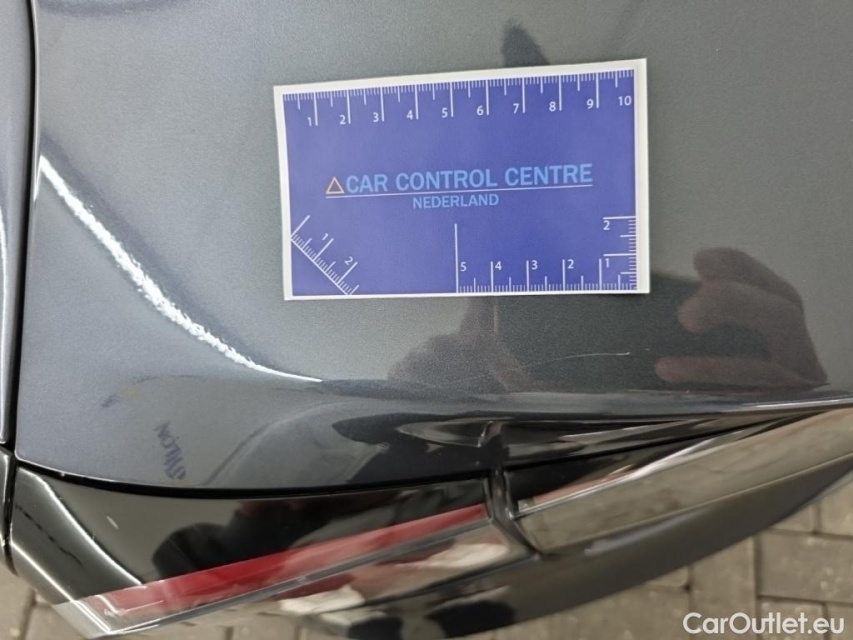 1 2 3 4 5 6 7 8 9 10
CAR CONTROL CENTRE
NEDERLAND
2
1 2
5 4 3 2 1
CarOutlet.eu